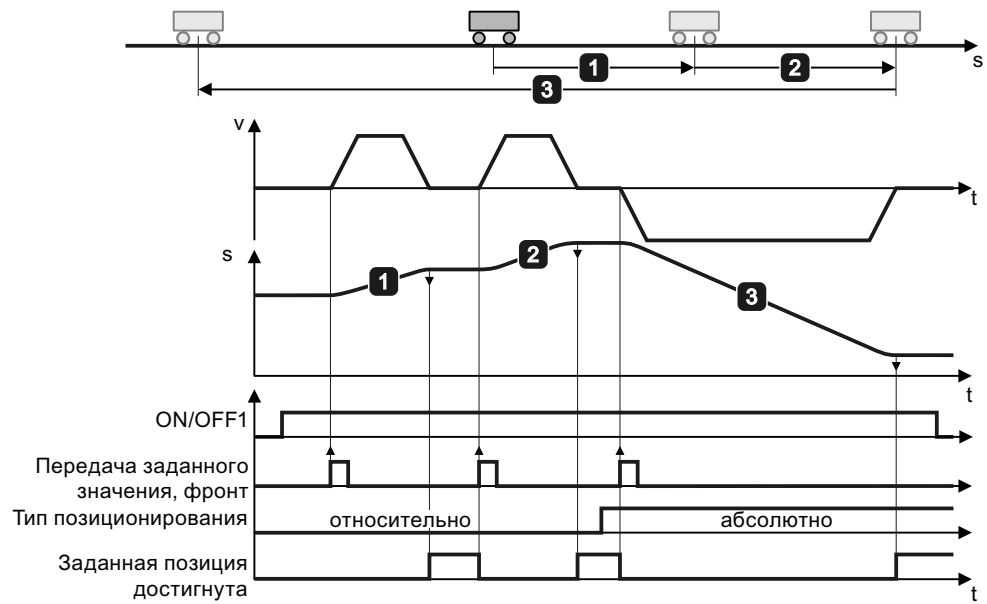 s
1
2
3
v
t
s
1
2
3
t
ON/OFF1
Передача заданного
значения, фронт
Тип позиционирования
относительно
абсолютно
Заданная позиция
достигнута
t